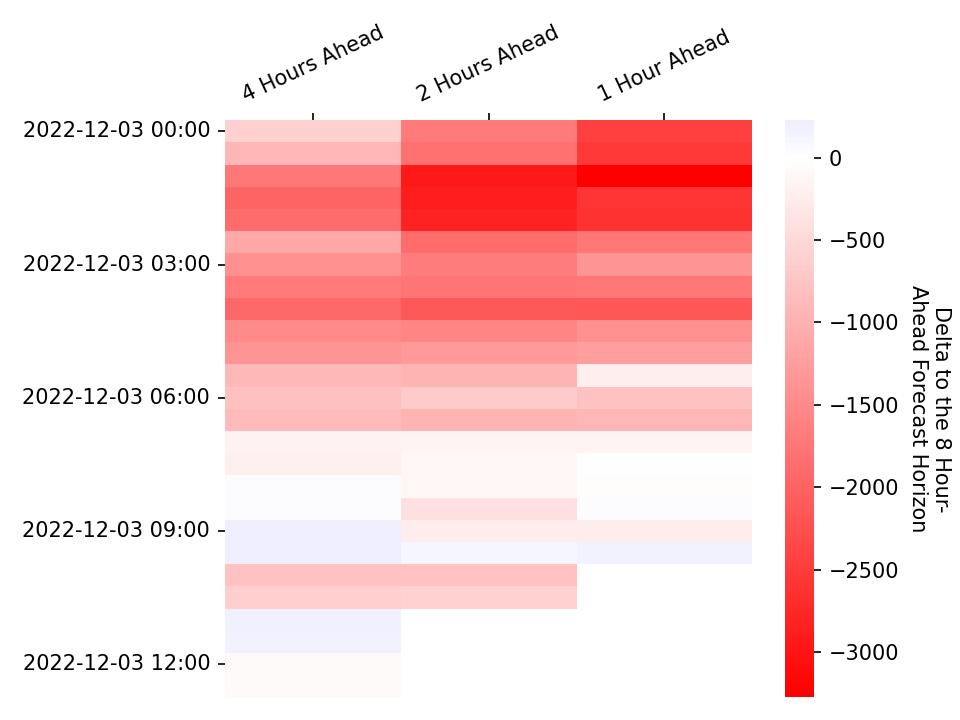 4 Hours Ahead
2 Hours Ahead
1 Hour Ahead
2022-12-03 00:00
2022-12-03 03:00
2022-12-03 06:00
2022-12-03 09:00
2022-12-03 12:00
0
−500
−1000
−1500
−2000
−2500
−3000
Delta to the 8 Hour-
Ahead Forecast Horizon